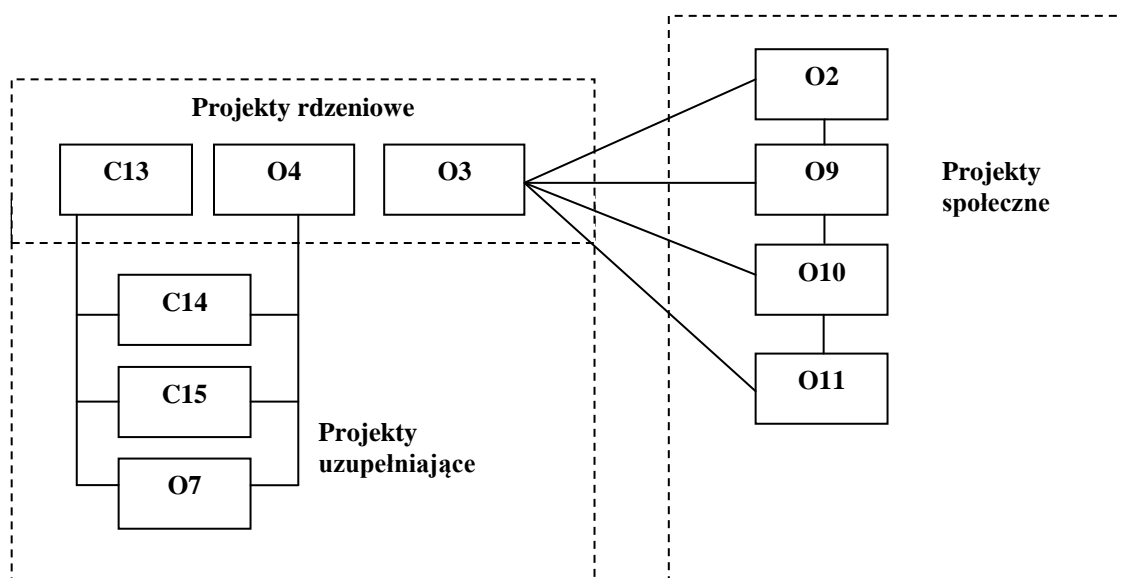 Projekty rdzeniowe
C13
O4
O3
C14
C15
O7
Projekty
uzupełniające
O2
O9
O10
O11
Projekty
społeczne